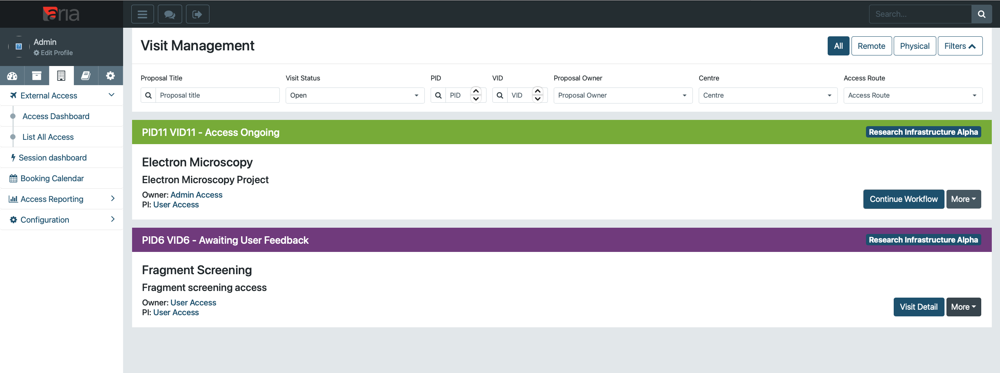 aria
Search...
Admin
Edit Profile
External Access
Access Dashboard
List All Access
Session dashboard
Booking Calendar
Access Reporting
Configuration
Visit Management
All Remote Physical Filters
Proposal Title Visit Status PID VID Proposal Owner Centre Access Route
Proposal title Open PID VID Proposal Owner Centre Access Route
PID11 VID11 - Access Ongoing Research Infrastructure Alpha
Electron Microscopy
Electron Microscopy Project
Owner: Admin Access
PI: User Access
Continue Workflow More
PID6 VID6 - Awaiting User Feedback Research Infrastructure Alpha
Fragment Screening
Fragment screening access
Owner: User Access
PI: User Access
Visit Detail More